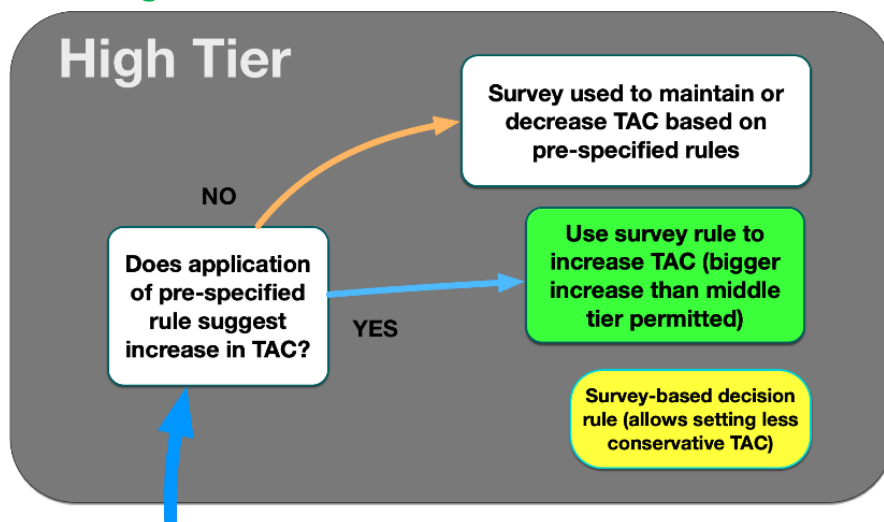 High Tier
Survey used to maintain or
decrease TAC based on
pre-specified rules
NO
Does application
of pre-specified
rule suggest
increase in TAC?
YES
Use survey rule to
increase TAC (bigger
increase than middle
tier permitted)
Survey-based decision
rule (allows setting less
conservative TAC)